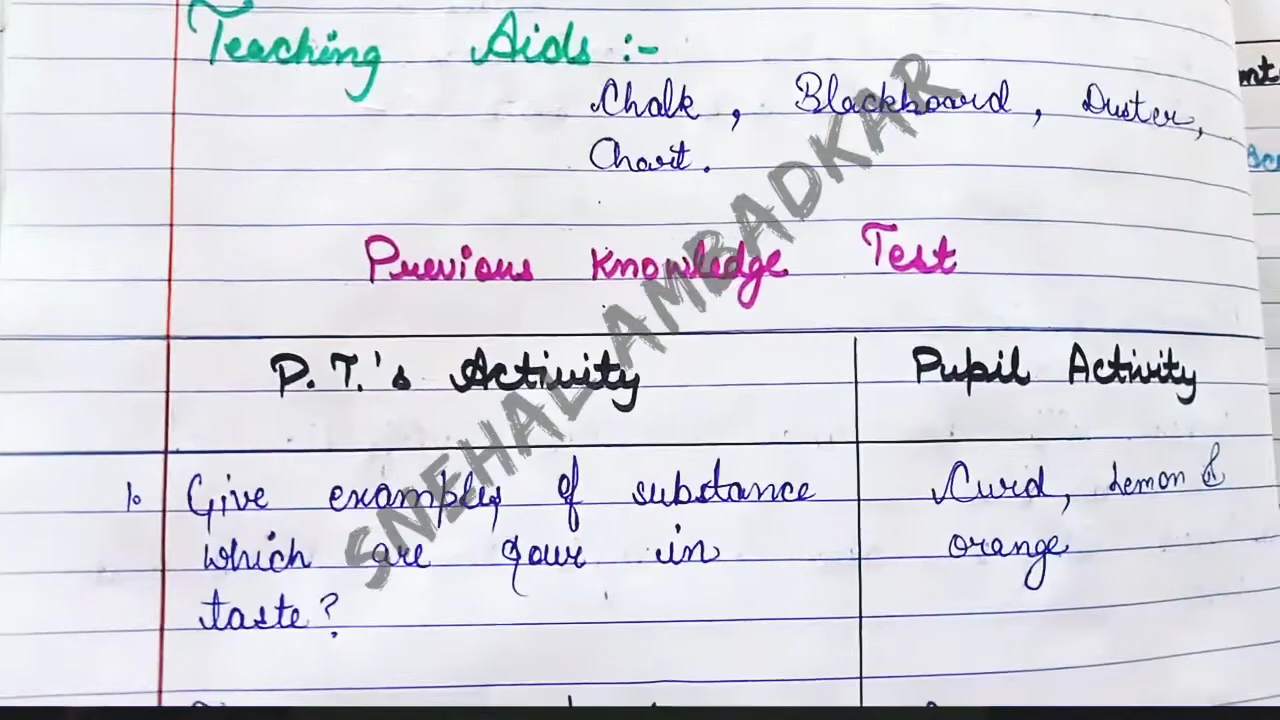 Teaching Aids :-
Chalk, Blackboard, Duster,
Chart.
Previous Knowledge Test
P.T.'s Activity Pupil Activity
1. Give examples of substance Curd, Lemon &
which are sour in orange
taste?
SNEHAL AMBADKAR